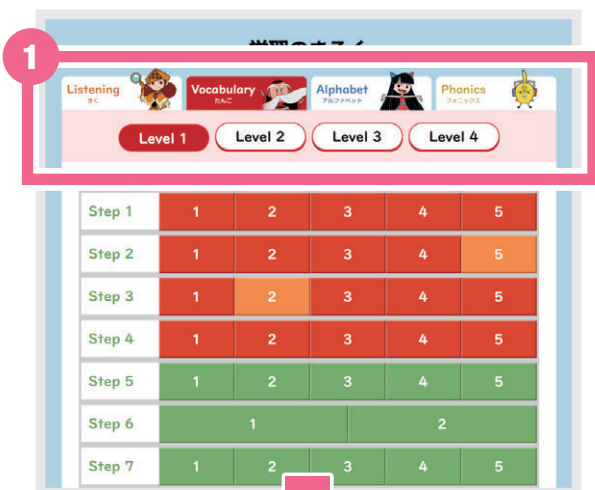 学習のきろく
1
Listening Vocabulary Alphabet Phonics
きく たんご アルファベット フォニックス
Level 1 Level 2 Level 3 Level 4
Step 1 1 2 3 4 5
Step 2 1 2 3 4 5
Step 3 1 2 3 4 5
Step 4 1 2 3 4 5
Step 5 1 2 3 4 5
Step 6 1 2
Step 7 1 2 3 4 5